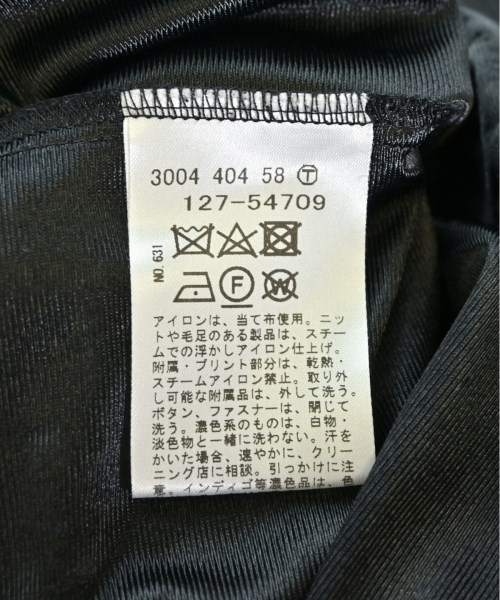 3004 404 58 Ⓣ
127-54709
NO.631
F W
アイロンは、当て布使用。ニッ
トや毛足のある製品は、スチー
ムでの浮かしアイロン仕上げ。
附属・プリント部分は、乾熱・
スチームアイロン禁止。取り外
し可能な附属品は、外して洗う。
ボタン、ファスナーは、閉じて
洗う。濃色系のものは、白物・
淡色物と一緒に洗わない。汗を
かいた場合、速やかに、クリー
ニング店に相談。引っかけに注
意。インディゴ等濃色品は、色